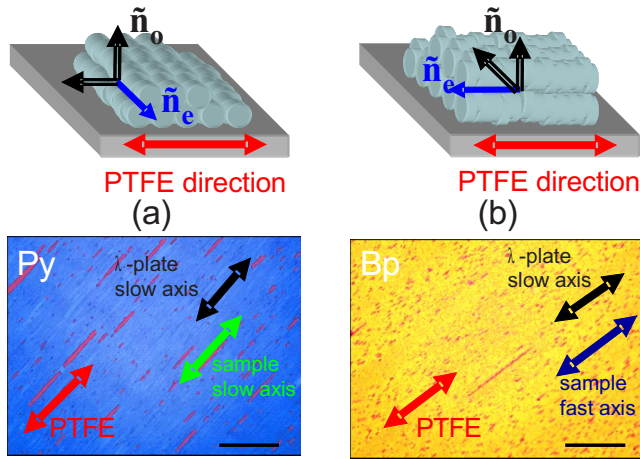 ñₒ
ñₑ
PTFE direction
(a)
ñₒ
ñₑ
PTFE direction
(b)
Py
λ-plate
slow axis
sample
slow axis
PTFE
Bp
λ-plate
slow axis
sample
fast axis
PTFE